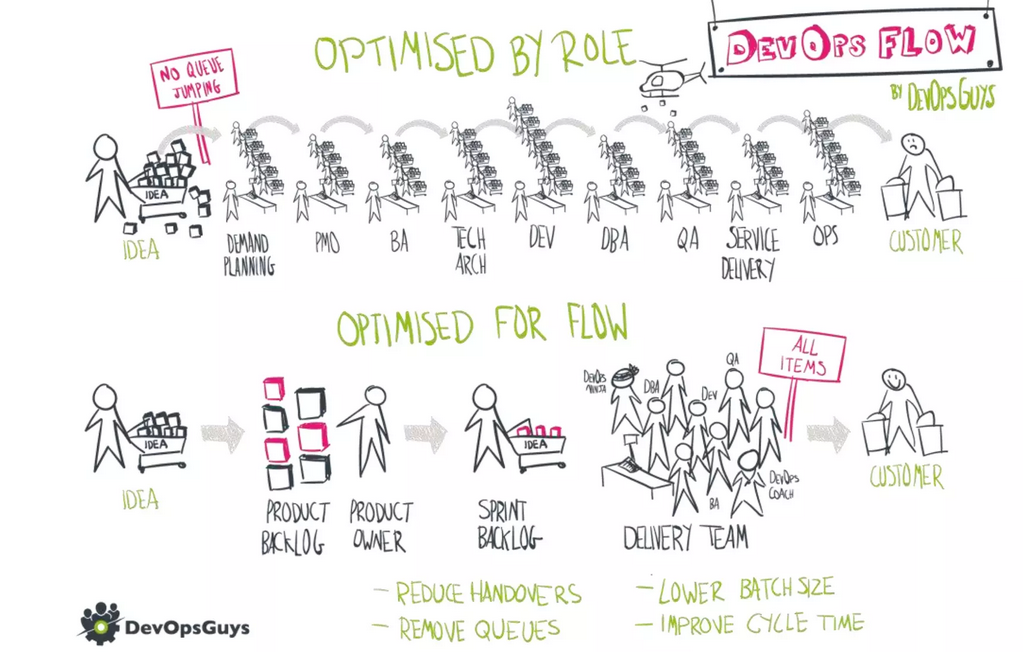 OPTIMISED BY ROLE
DEVOPS FLOW
BY DEVOPSGUYS
NO QUEUE
JUMPING
IDEA
IDEA
DEMAND
PLANNING
PMO
BA
TECH
ARCH
DEV
DBA
QA
SERVICE
DELIVERY
OPS
CUSTOMER
OPTIMISED FOR FLOW
ALL
ITEMS
IDEA
IDEA
PRODUCT
BACKLOG
PRODUCT
OWNER
IDEA
SPRINT
BACKLOG
DEVOPS
NINJA
DBA
DEV
QA
BA
DEVOPS
COACH
DELIVERY TEAM
CUSTOMER
- REDUCE HANDOVERS
- REMOVE QUEUES
- LOWER BATCH SIZE
- IMPROVE CYCLE TIME
DevOpsGuys